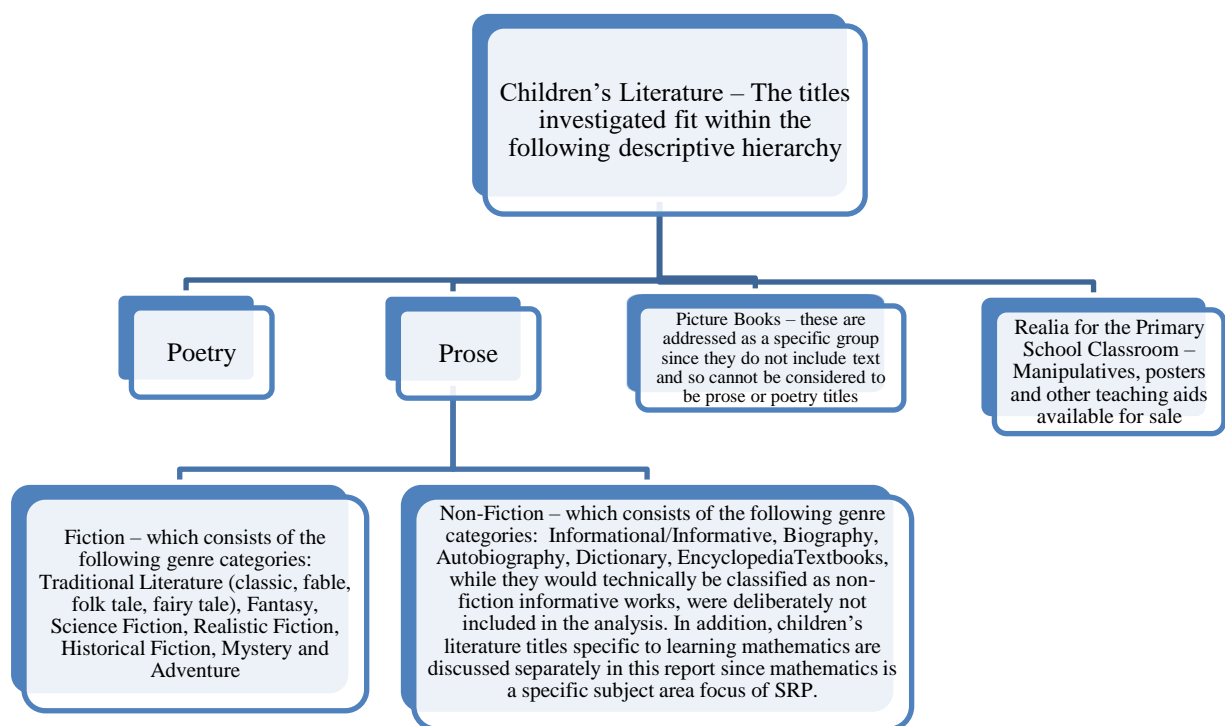 Children’s Literature – The titles
investigated fit within the
following descriptive hierarchy
Poetry
Prose
Picture Books – these are
addressed as a specific group
since they do not include text
and so cannot be considered to
be prose or poetry titles
Realia for the Primary
School Classroom –
Manipulatives, posters
and other teaching aids
available for sale
Fiction – which consists of the
following genre categories:
Traditional Literature (classic, fable,
folk tale, fairy tale), Fantasy,
Science Fiction, Realistic Fiction,
Historical Fiction, Mystery and
Adventure
Non-Fiction – which consists of the following genre
categories:  Informational/Informative, Biography,
Autobiography, Dictionary, EncyclopediaTextbooks,
while they would technically be classified as non-
fiction informative works, were deliberately not
included in the analysis. In addition, children’s
literature titles specific to learning mathematics are
discussed separately in this report since mathematics is
a specific subject area focus of SRP.